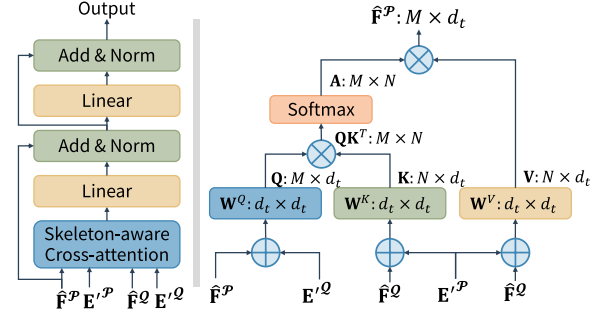 Output
Add & Norm
Linear
Add & Norm
Linear
Skeleton-aware
Cross-attention
F̂^𝒫 E′^𝒫 F̂^𝒬 E′^𝒬
F̂^𝒫: M × d_t
A: M × N
Softmax
QK^T: M × N
Q: M × d_t K: N × d_t V: N × d_t
W^Q: d_t × d_t W^K: d_t × d_t W^V: d_t × d_t
F̂^𝒫 E′^𝒬 F̂^𝒬 E′^𝒫 F̂^𝒬